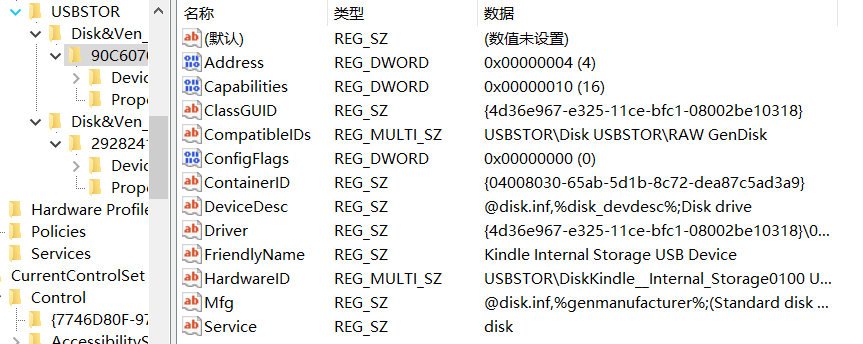 USBSTOR
Disk&Ven_
90C607
Devic
Prope
Disk&Ven_
2928241
Devic
Prope
Hardware Profile
Policies
Services
CurrentControlSet
Control
{7746D80F-97
AccessibilityS
名称 类型 数据
(默认) REG_SZ (数值未设置)
Address REG_DWORD 0x00000004 (4)
Capabilities REG_DWORD 0x00000010 (16)
ClassGUID REG_SZ {4d36e967-e325-11ce-bfc1-08002be10318}
CompatibleIDs REG_MULTI_SZ USBSTOR\Disk USBSTOR\RAW GenDisk
ConfigFlags REG_DWORD 0x00000000 (0)
ContainerID REG_SZ {04008030-65ab-5d1b-8c72-dea87c5ad3a9}
DeviceDesc REG_SZ @disk.inf,%disk_devdesc%;Disk drive
Driver REG_SZ {4d36e967-e325-11ce-bfc1-08002be10318}\0...
FriendlyName REG_SZ Kindle Internal Storage USB Device
HardwareID REG_MULTI_SZ USBSTOR\DiskKindle__Internal_Storage0100 U...
Mfg REG_SZ @disk.inf,%genmanufacturer%;(Standard disk ...
Service REG_SZ disk